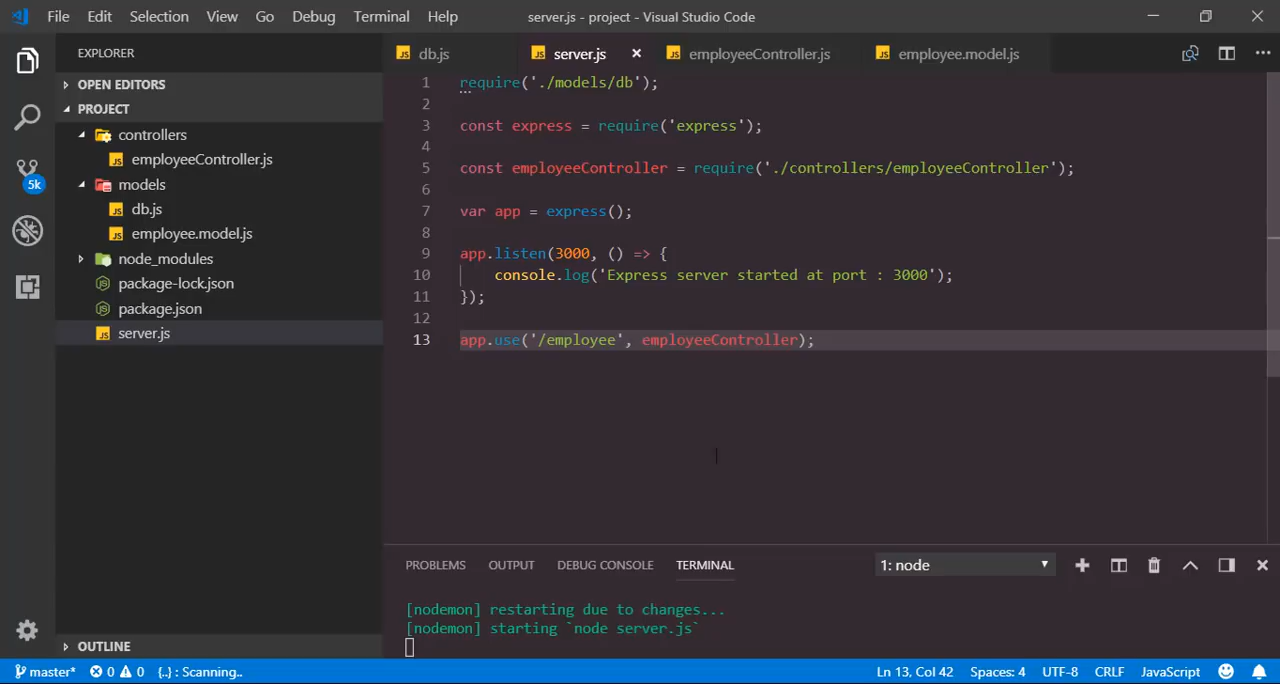 File Edit Selection View Go Debug Terminal Help server.js - project - Visual Studio Code
EXPLORER
OPEN EDITORS
PROJECT
controllers
employeeController.js
models
db.js
employee.model.js
node_modules
package-lock.json
package.json
server.js
OUTLINE
5k
db.js server.js employeeController.js employee.model.js
1 require('./models/db');
2
3 const express = require('express');
4
5 const employeeController = require('./controllers/employeeController');
6
7 var app = express();
8
9 app.listen(3000, () => {
10 console.log('Express server started at port : 3000');
11 });
12
13 app.use('/employee', employeeController);
PROBLEMS OUTPUT DEBUG CONSOLE TERMINAL 1: node
[nodemon] restarting due to changes...
[nodemon] starting `node server.js`
master* 0 0 {..} : Scanning.. Ln 13, Col 42 Spaces: 4 UTF-8 CRLF JavaScript